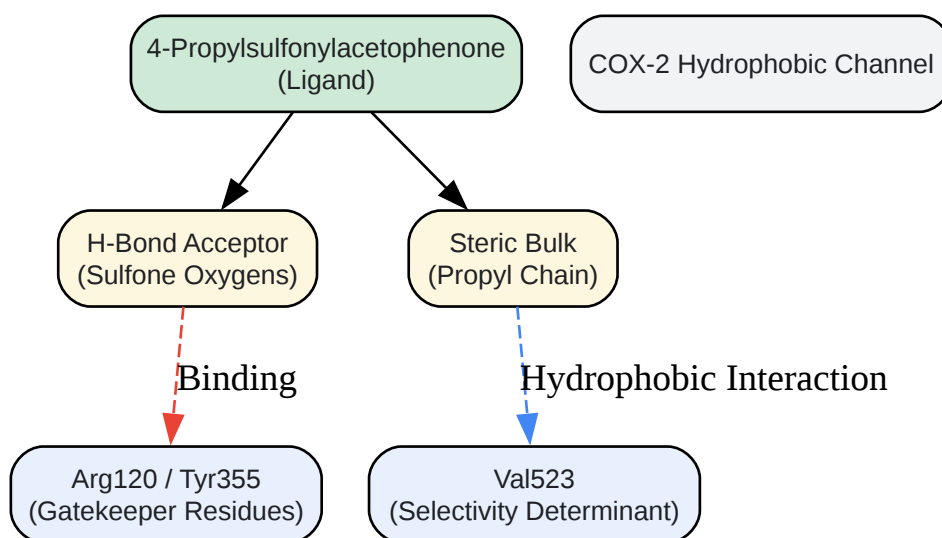 4-Propylsulfonylacetophenone
(Ligand)
COX-2 Hydrophobic Channel
H-Bond Acceptor
(Sulfone Oxygens)
Steric Bulk
(Propyl Chain)
Binding
Hydrophobic Interaction
Arg120 / Tyr355
(Gatekeeper Residues)
Val523
(Selectivity Determinant)